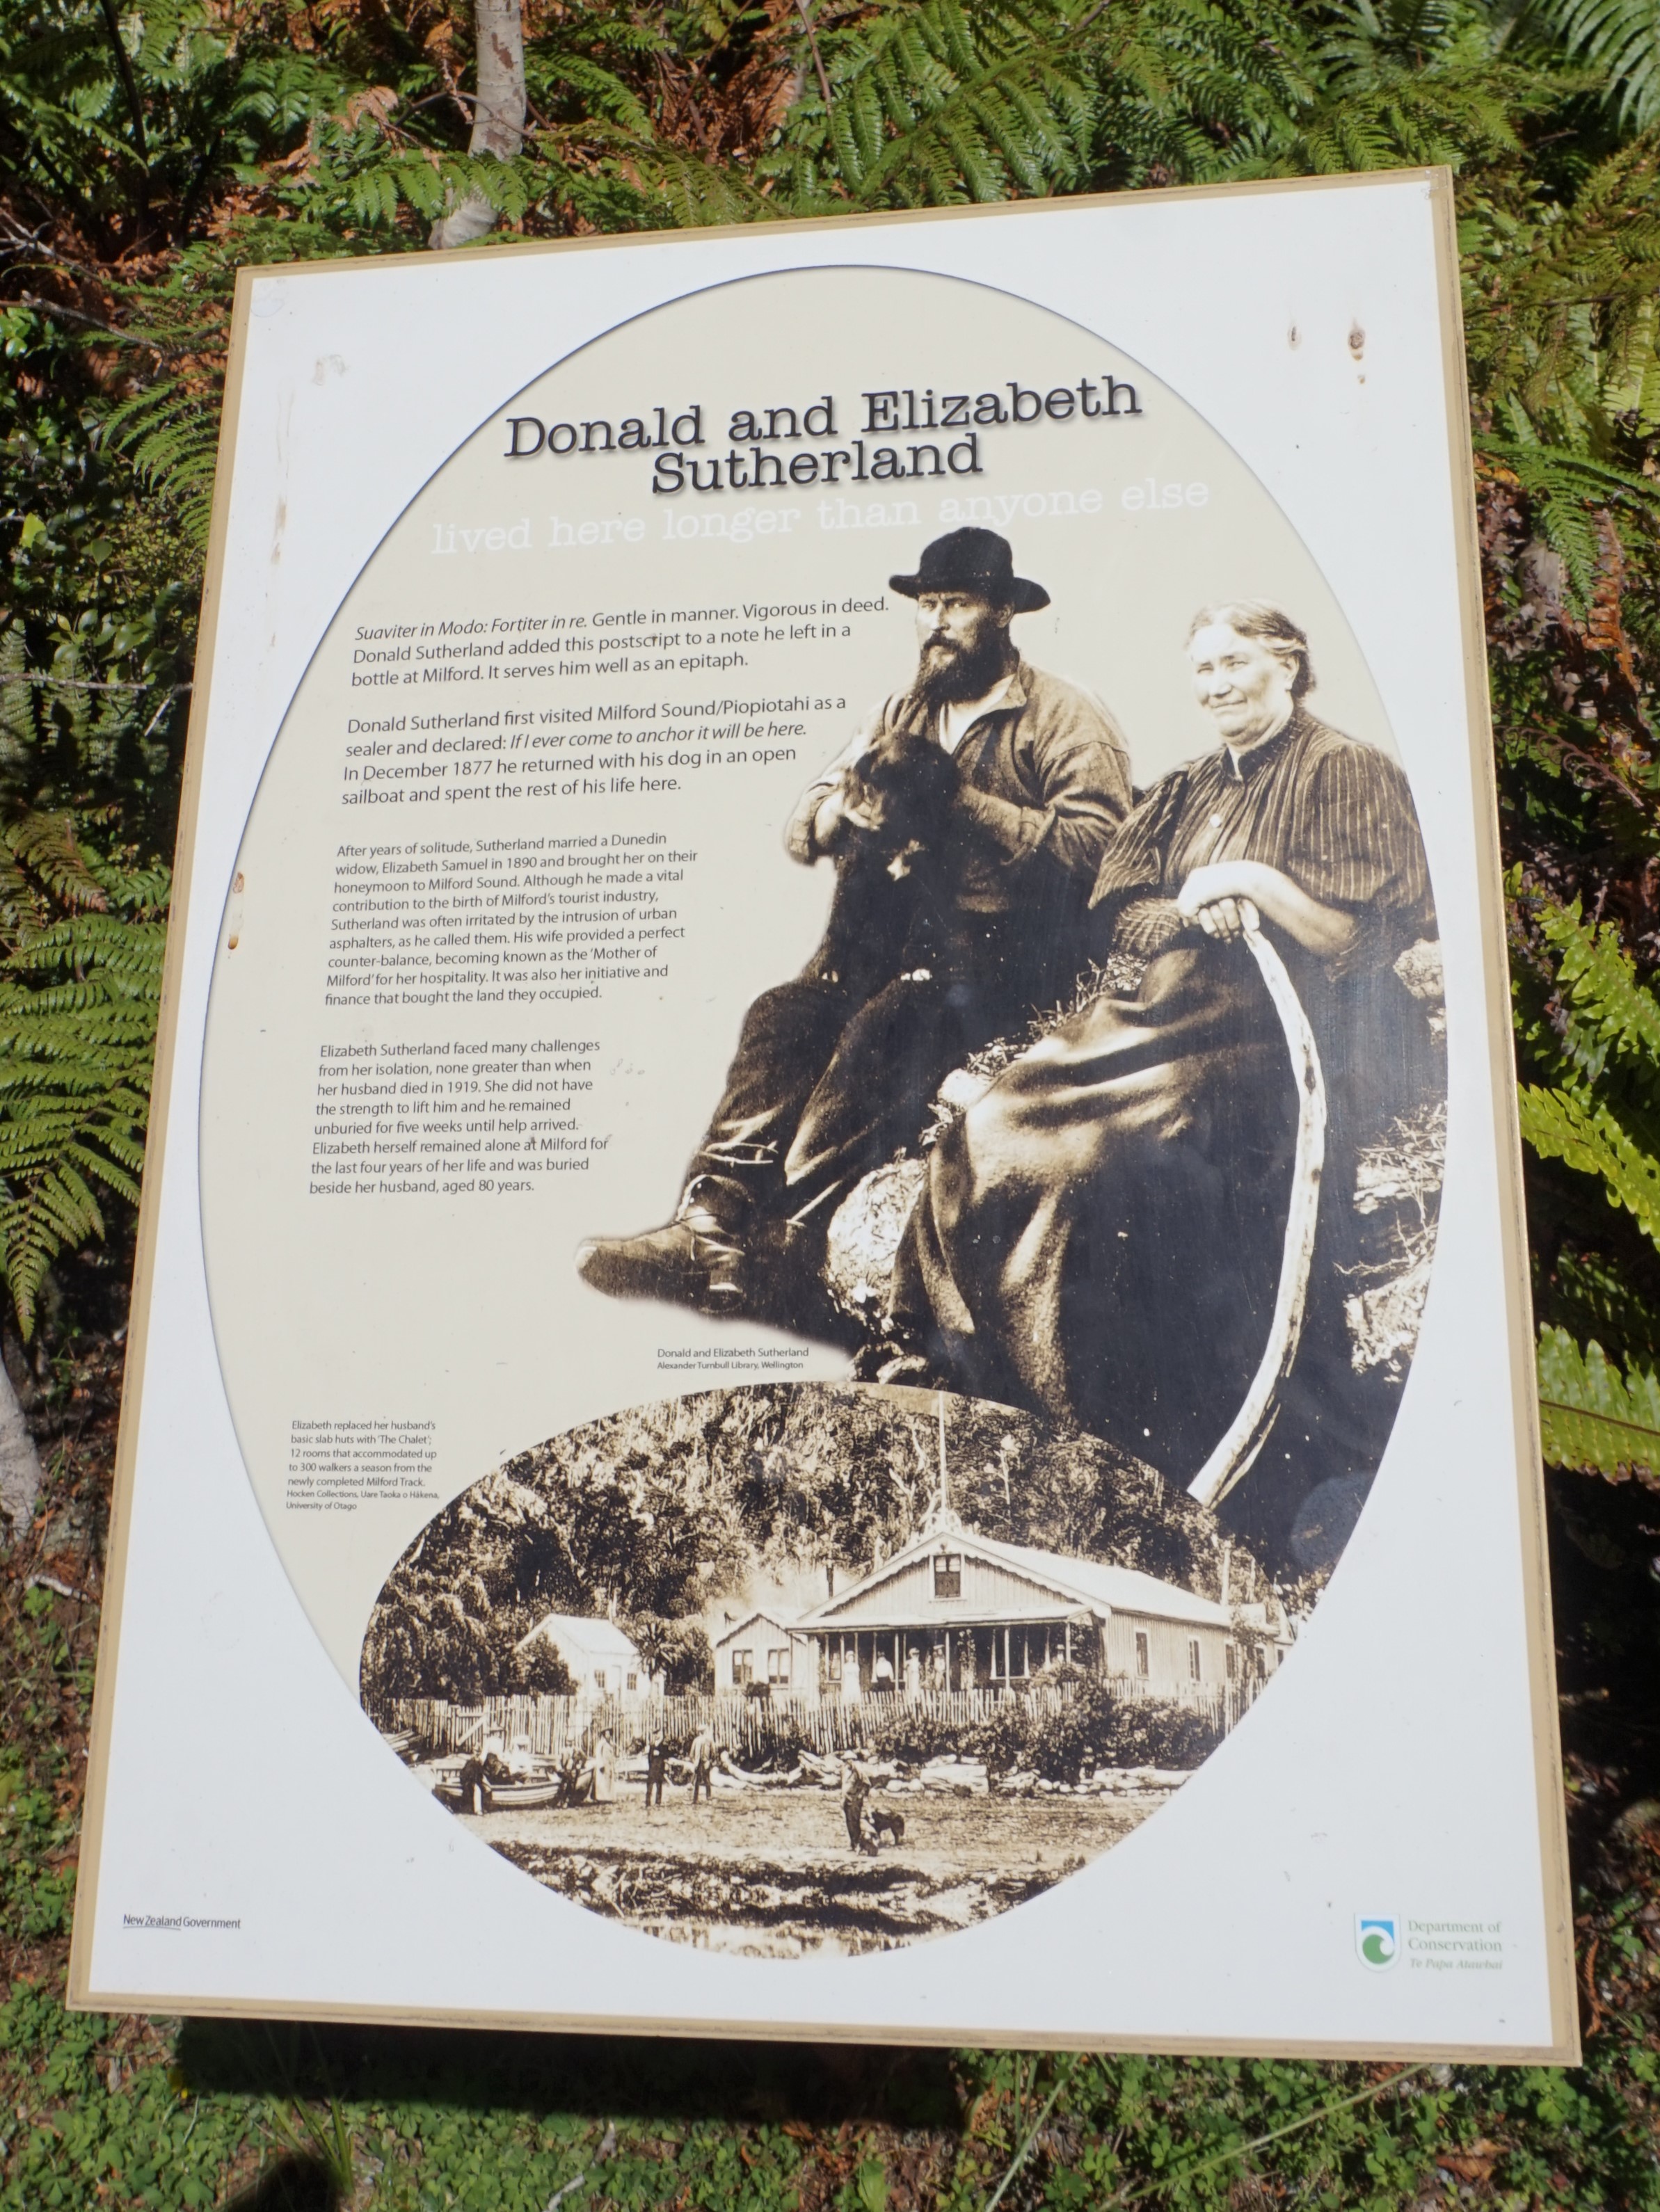 Donald and Elizabeth
Sutherland
lived here longer than anyone else
Suaviter in Modo: Fortiter in re. Gentle in manner. Vigorous in deed.
Donald Sutherland added this postscript to a note he left in a
bottle at Milford. It serves him well as an epitaph.
Donald Sutherland first visited Milford Sound/Piopiotahi as a
sealer and declared: If I ever come to anchor it will be here.
In December 1877 he returned with his dog in an open
sailboat and spent the rest of his life here.
After years of solitude, Sutherland married a Dunedin
widow, Elizabeth Samuel in 1890 and brought her on their
honeymoon to Milford Sound. Although he made a vital
contribution to the birth of Milford's tourist industry,
Sutherland was often irritated by the intrusion of urban
asphalters, as he called them. His wife provided a perfect
counter-balance, becoming known as the 'Mother of
Milford' for her hospitality. It was also her initiative and
finance that bought the land they occupied.
Elizabeth Sutherland faced many challenges
from her isolation, none greater than when
her husband died in 1919. She did not have
the strength to lift him and he remained
unburied for five weeks until help arrived.
Elizabeth herself remained alone at Milford for
the last four years of her life and was buried
beside her husband, aged 80 years.
Donald and Elizabeth Sutherland
Alexander Turnbull Library, Wellington
Elizabeth replaced her husband's
basic slab huts with 'The Chalet';
12 rooms that accommodated up
to 300 walkers a season from the
newly completed Milford Track.
Hocken Collections, Uare Taoka o Hākena,
University of Otago
New Zealand Government
Department of
Conservation
Te Papa Atawhai